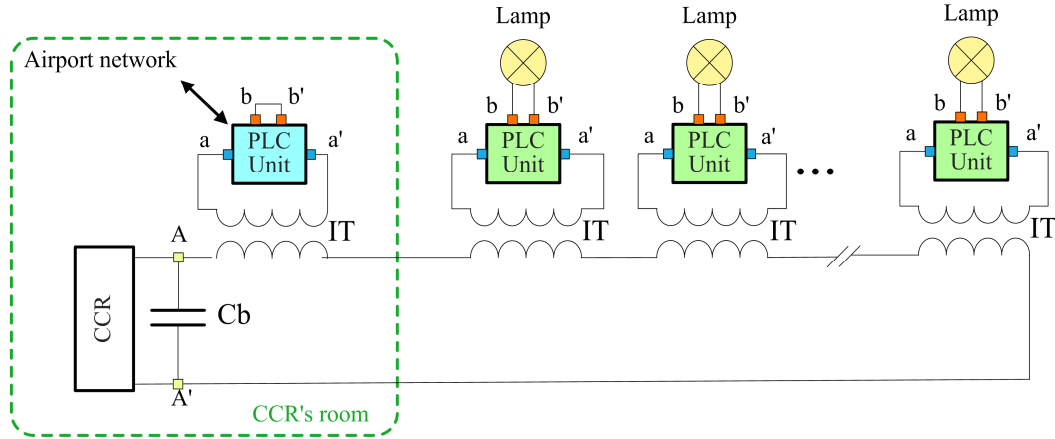 Lamp
Lamp
Lamp
Airport network
b b'
b b'
b b'
b b'
a PLC Unit a'
a PLC Unit a'
a PLC Unit a'
a PLC Unit a'
...
IT
IT
IT
IT
A
CCR
Cb
A'
CCR's room